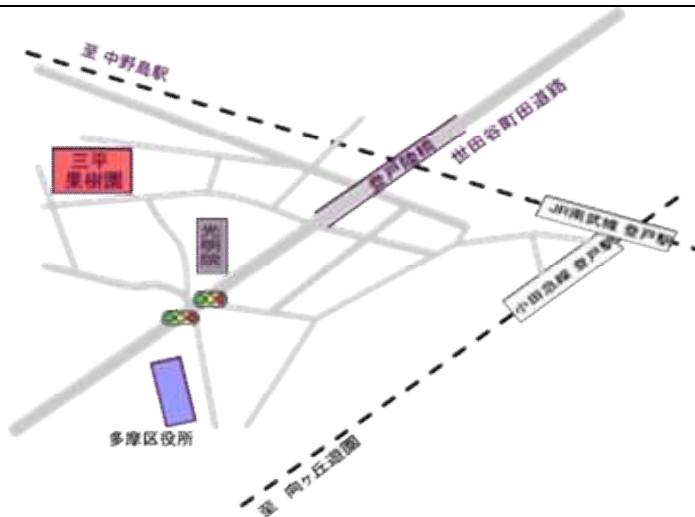 至 中野島駅
世田谷町田道路
登戸陸橋
三平
果樹園
光明院
JR南武線 登戸駅
小田急線 登戸駅
多摩区役所
至 向ヶ丘遊園